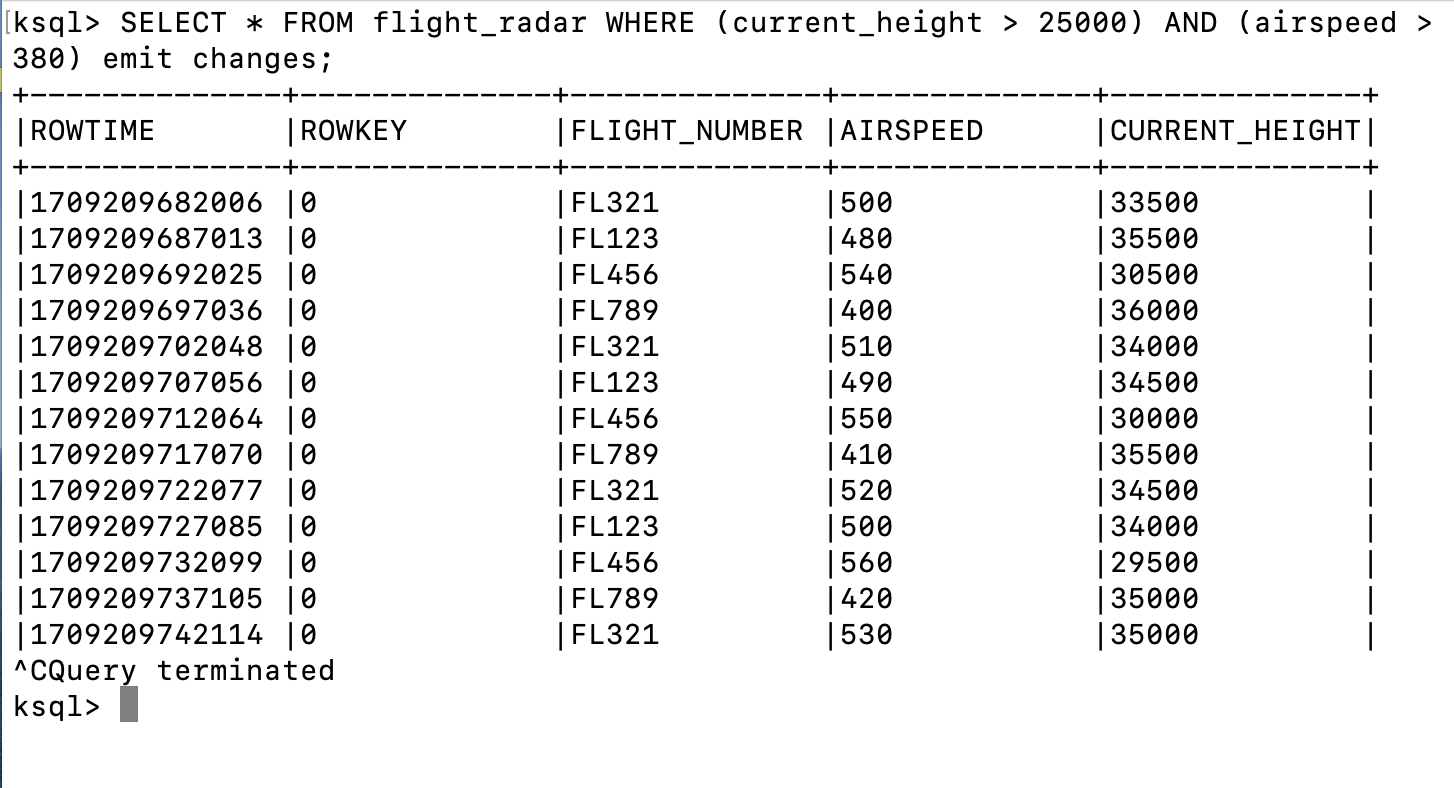 [ksql> SELECT * FROM flight_radar WHERE (current_height > 25000) AND (airspeed >
380) emit changes;
+--------------+--------------+--------------+--------------+--------------+
|ROWTIME |ROWKEY |FLIGHT_NUMBER |AIRSPEED |CURRENT_HEIGHT|
+--------------+--------------+--------------+--------------+--------------+
|1709209682006 |0 |FL321 |500 |33500 |
|1709209687013 |0 |FL123 |480 |35500 |
|1709209692025 |0 |FL456 |540 |30500 |
|1709209697036 |0 |FL789 |400 |36000 |
|1709209702048 |0 |FL321 |510 |34000 |
|1709209707056 |0 |FL123 |490 |34500 |
|1709209712064 |0 |FL456 |550 |30000 |
|1709209717070 |0 |FL789 |410 |35500 |
|1709209722077 |0 |FL321 |520 |34500 |
|1709209727085 |0 |FL123 |500 |34000 |
|1709209732099 |0 |FL456 |560 |29500 |
|1709209737105 |0 |FL789 |420 |35000 |
|1709209742114 |0 |FL321 |530 |35000 |
^CQuery terminated
ksql>